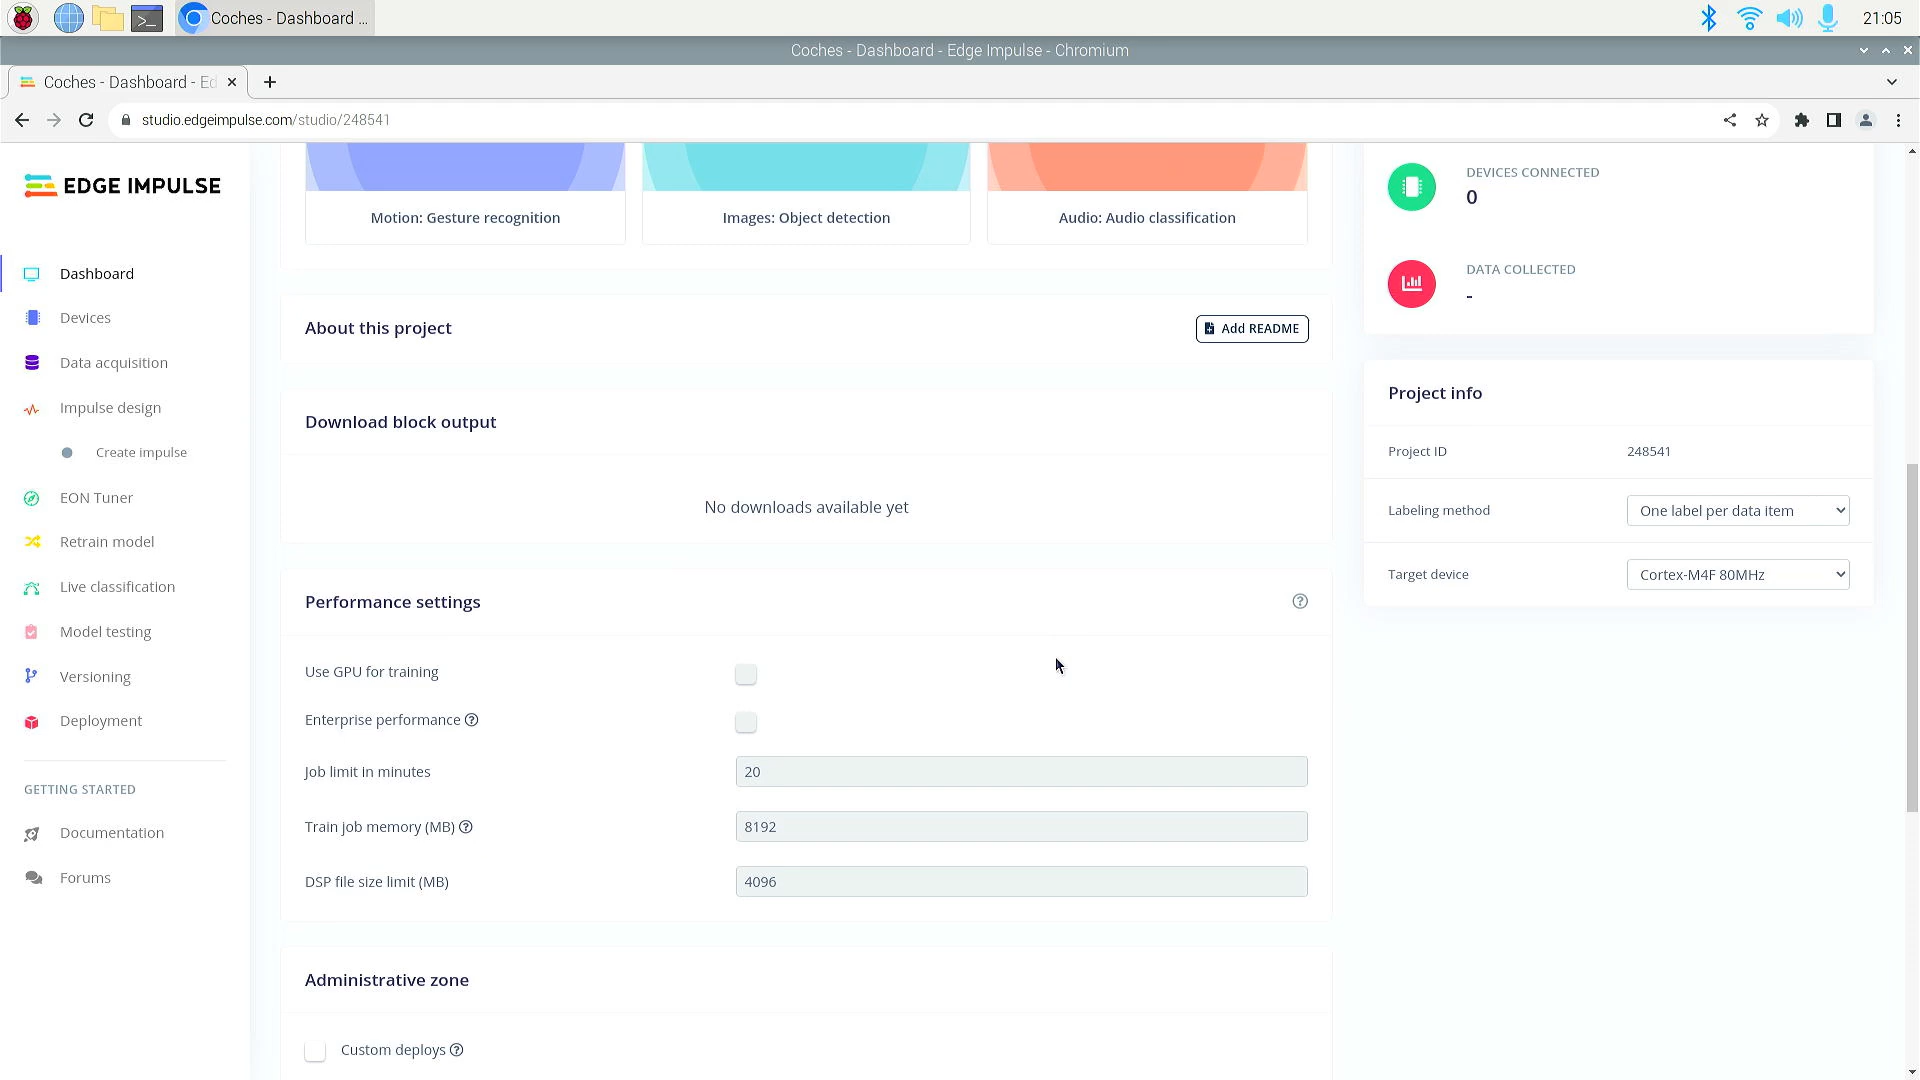 Coches - Dashboard ...
21:05
Coches - Dashboard - Edge Impulse - Chromium
Coches - Dashboard - Ed
studio.edgeimpulse.com/studio/248541
EDGE IMPULSE
Dashboard
Devices
Data acquisition
Impulse design
Create impulse
EON Tuner
Retrain model
Live classification
Model testing
Versioning
Deployment
GETTING STARTED
Documentation
Forums
Motion: Gesture recognition
Images: Object detection
Audio: Audio classification
About this project
Add README
Download block output
No downloads available yet
Performance settings
Use GPU for training
Enterprise performance
Job limit in minutes
20
Train job memory (MB)
8192
DSP file size limit (MB)
4096
Administrative zone
Custom deploys
DEVICES CONNECTED
0
DATA COLLECTED
-
Project info
Project ID
248541
Labeling method
One label per data item
Target device
Cortex-M4F 80MHz